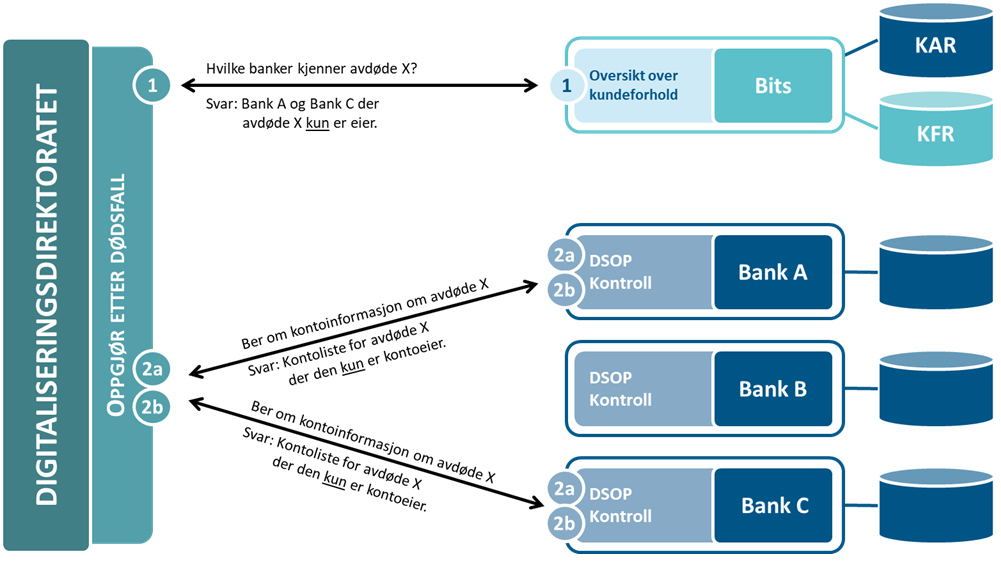 DIGITALISERINGSDIREKTORATET
OPPGJØR ETTER DØDSFALL
1
Hvilke banker kjenner avdøde X?
Svar: Bank A og Bank C der
avdøde X kun er eier.
1
Oversikt over
kundeforhold
Bits
KAR
KFR
2a
2b
Ber om kontoinformasjon om avdøde X
Svar: Kontoliste for avdøde X
der den kun er kontoeier.
2a
2b
DSOP
Kontroll
Bank A
DSOP
Kontroll
Bank B
Ber om kontoinformasjon om avdøde X
Svar: Kontoliste for avdøde X
der den kun er kontoeier.
2a
2b
DSOP
Kontroll
Bank C